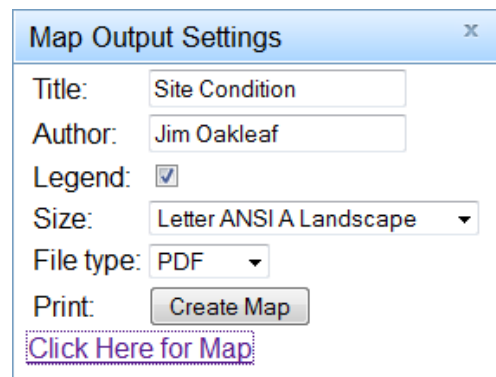 Map Output Settings x
Title: Site Condition
Author: Jim Oakleaf
Legend:
Size: Letter ANSI A Landscape
File type: PDF
Print: Create Map
Click Here for Map